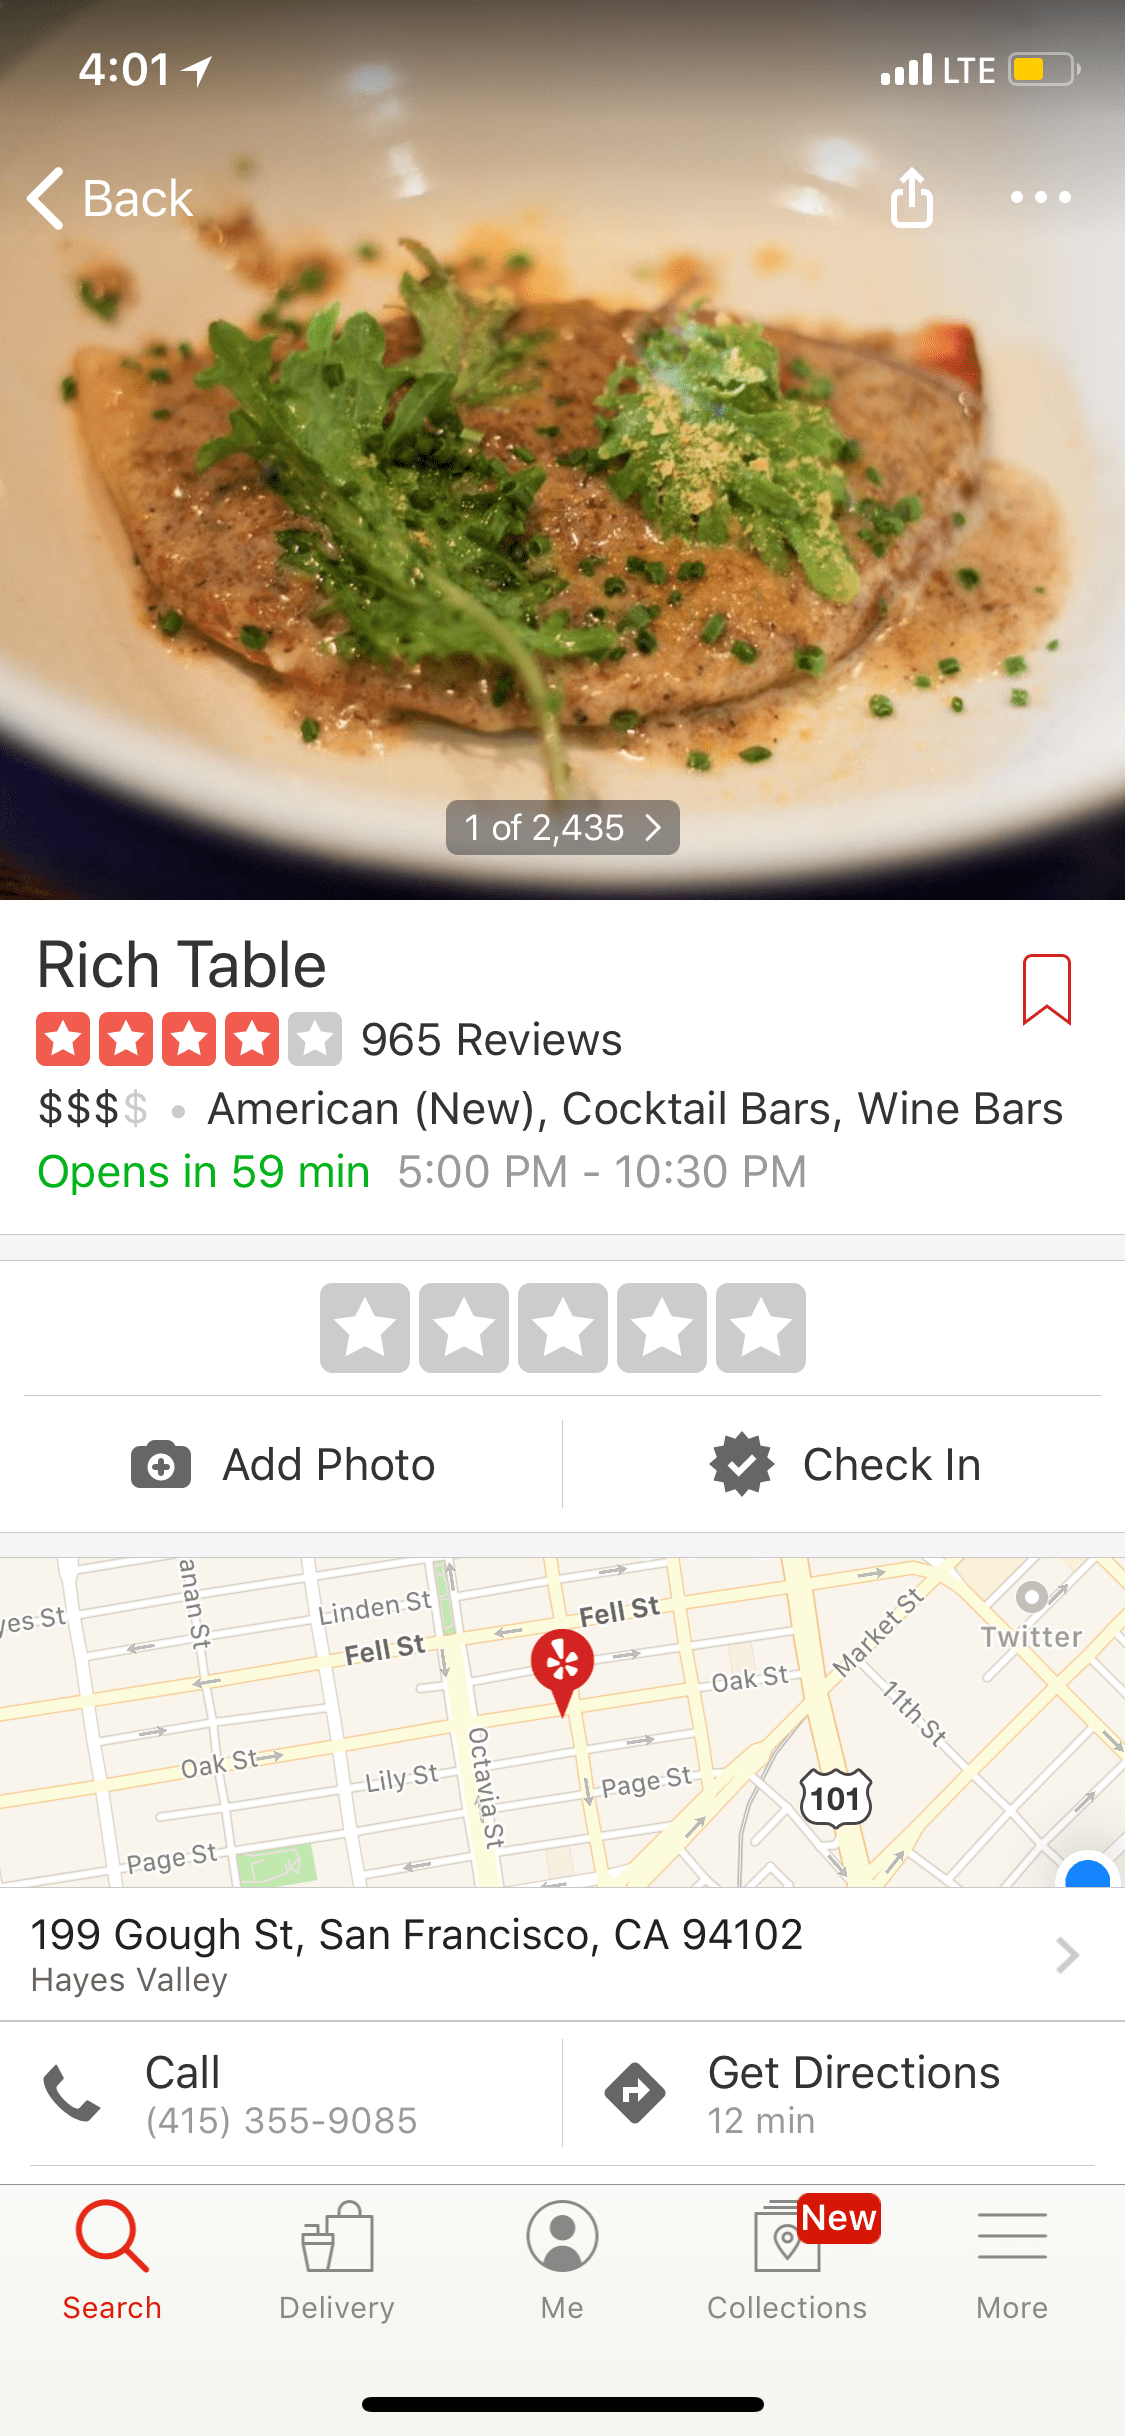 4:01 LTE
Back
1 of 2,435
Rich Table
965 Reviews
$$$$ • American (New), Cocktail Bars, Wine Bars
Opens in 59 min 5:00 PM - 10:30 PM
Add Photo Check In
yes St
anan St
Linden St
Fell St
Fell St
Market St
Twitter
Oak St
11th St
Oak St
Lily St
Octavia St
Page St
101
Page St
199 Gough St, San Francisco, CA 94102
Hayes Valley
Call
(415) 355-9085
Get Directions
12 min
New
Search Delivery Me Collections More